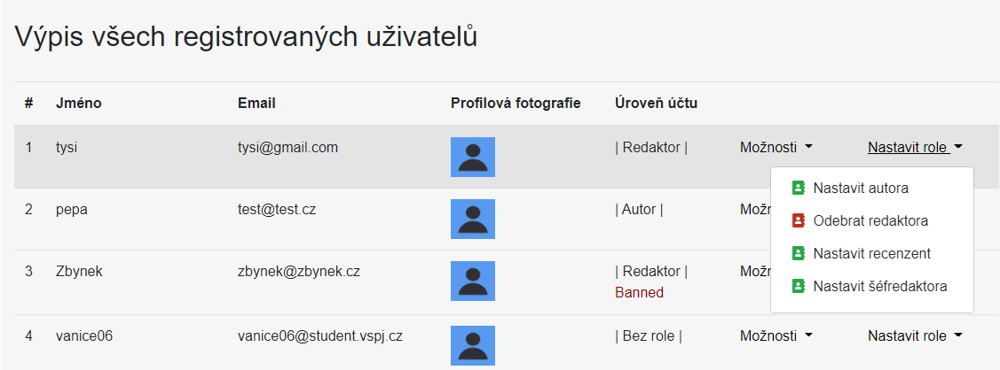 Výpis všech registrovaných uživatelů
# Jméno Email Profilová fotografie Úroveň účtu
1 tysi tysi@gmail.com | Redaktor | Možnosti Nastavit role
Nastavit autora
2 pepa test@test.cz | Autor |
Odebrat redaktora
Nastavit recenzent
3 Zbynek zbynek@zbynek.cz | Redaktor |
Nastavit šéfredaktora
Banned
4 vanice06 vanice06@student.vspj.cz | Bez role | Možnosti Nastavit role